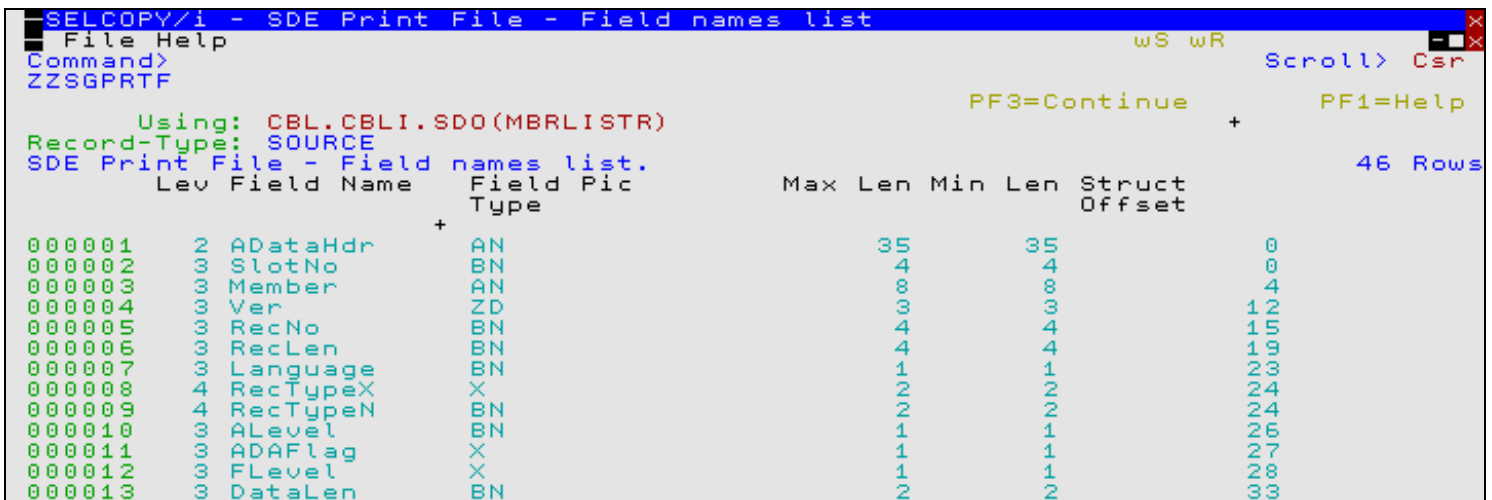 SELCOPY/i - SDE Print File - Field names list
File Help wS wR
Command> Scroll> Csr
ZZSGPRTF
PF3=Continue PF1=Help
Using: CBL.CBLI.SDO(MBRLISTR) +
Record-Type: SOURCE
SDE Print File - Field names list. 46 Rows
Lev Field Name Field Pic Max Len Min Len Struct
Type Offset
+
000001 2 ADataHdr AN 35 35 0
000002 3 SlotNo BN 4 4 0
000003 3 Member AN 8 8 4
000004 3 Ver ZD 3 3 12
000005 3 RecNo BN 4 4 15
000006 3 RecLen BN 4 4 19
000007 3 Language BN 1 1 23
000008 4 RecTypeX X 2 2 24
000009 4 RecTypeN BN 2 2 24
000010 3 ALevel BN 1 1 26
000011 3 ADAFlag X 1 1 27
000012 3 FLevel X 1 1 28
000013 3 DataLen BN 2 2 33